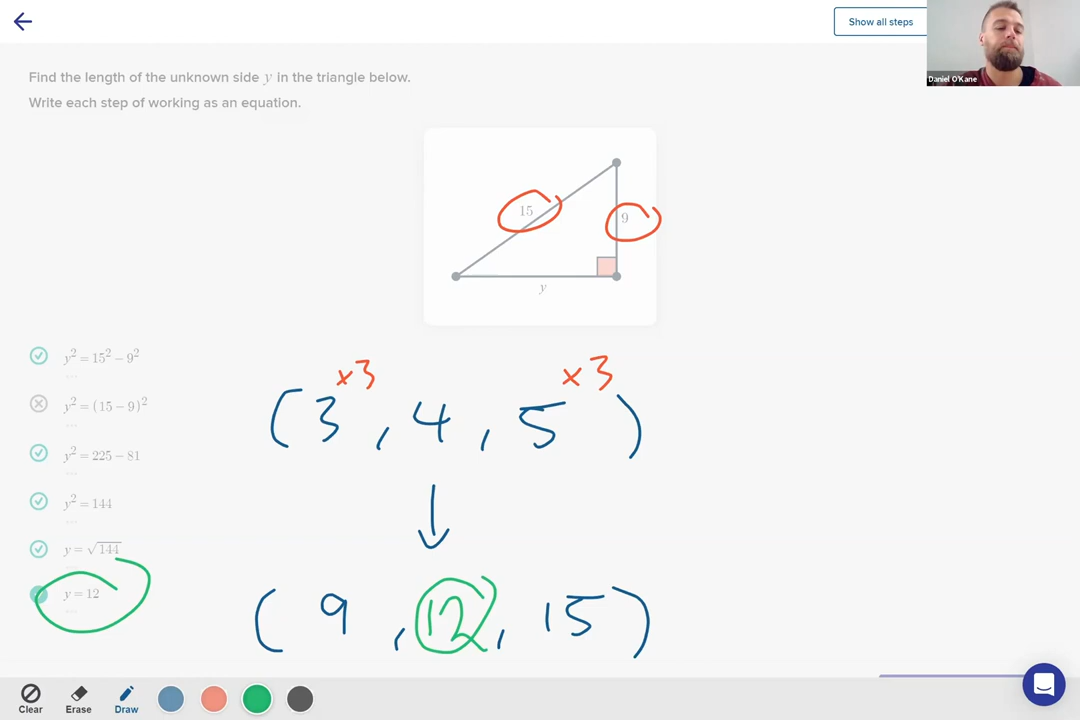 Show all steps
Daniel O'Kane
Find the length of the unknown side y in the triangle below.
Write each step of working as an equation.
15
9
y
y² = 15² − 9²
...
y² = (15 − 9)²
...
y² = 225 − 81
...
y² = 144
...
y = √144
...
y = 12
...
×3 ×3
(3, 4, 5)
(9, 12, 15)
Clear
Erase
Draw